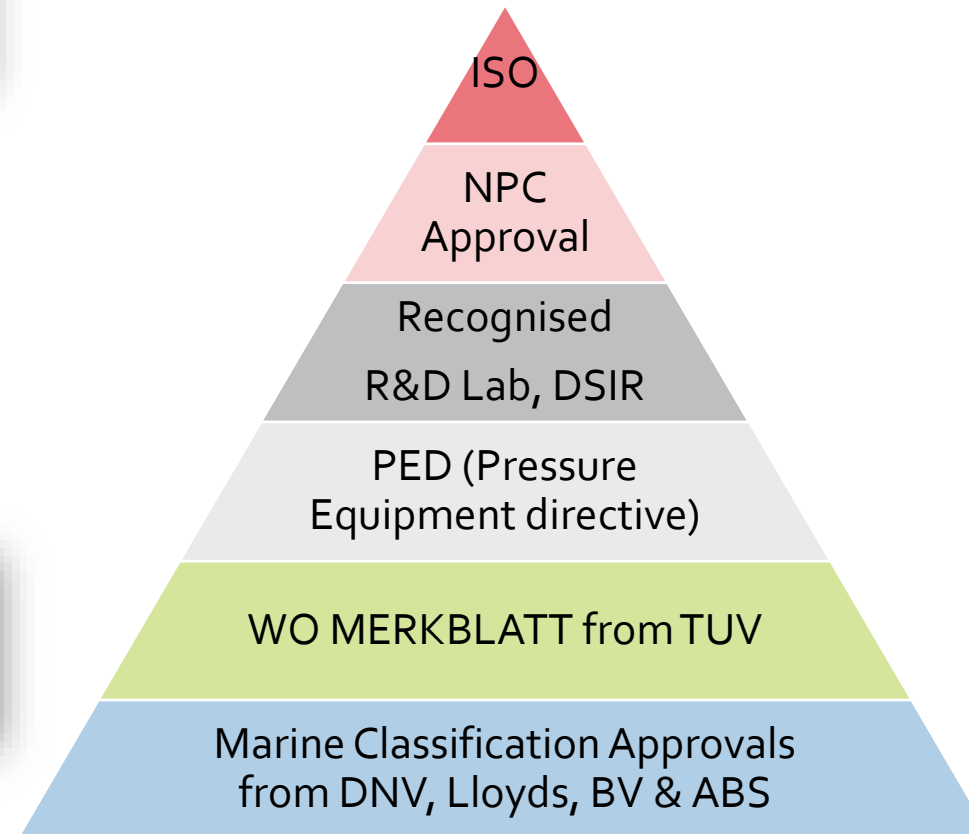 ISO
NPC
Approval
Recognised
R&D Lab, DSIR
PED (Pressure
Equipment directive)
WO MERKBLATT from TUV
Marine Classification Approvals
from DNV, Lloyds, BV & ABS